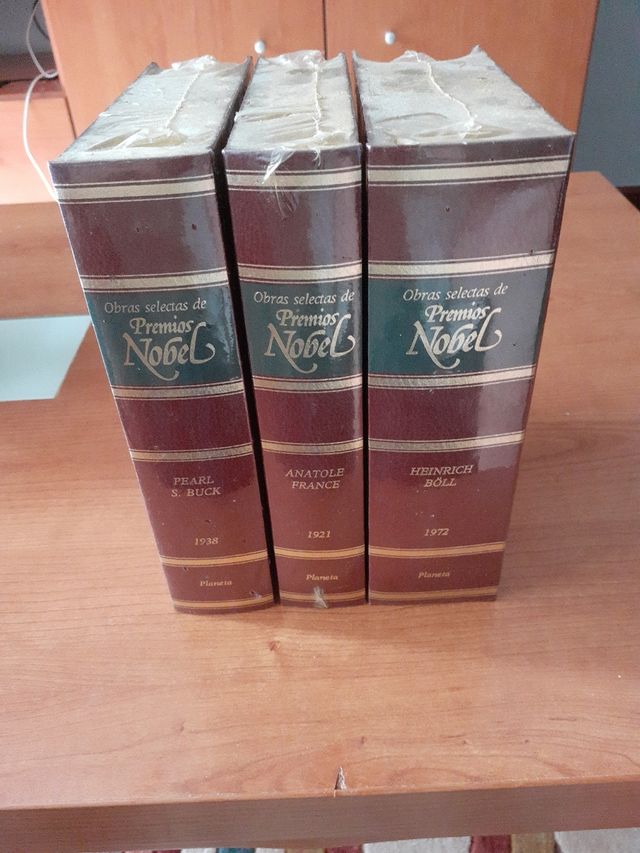 Obras selectas de
Premios
Nobel
PEARL
S. BUCK
1938
Planeta
Obras selectas de
Premios
Nobel
ANATOLE
FRANCE
1921
Planeta
Obras selectas de
Premios
Nobel
HEINRICH
BÖLL
1972
Planeta